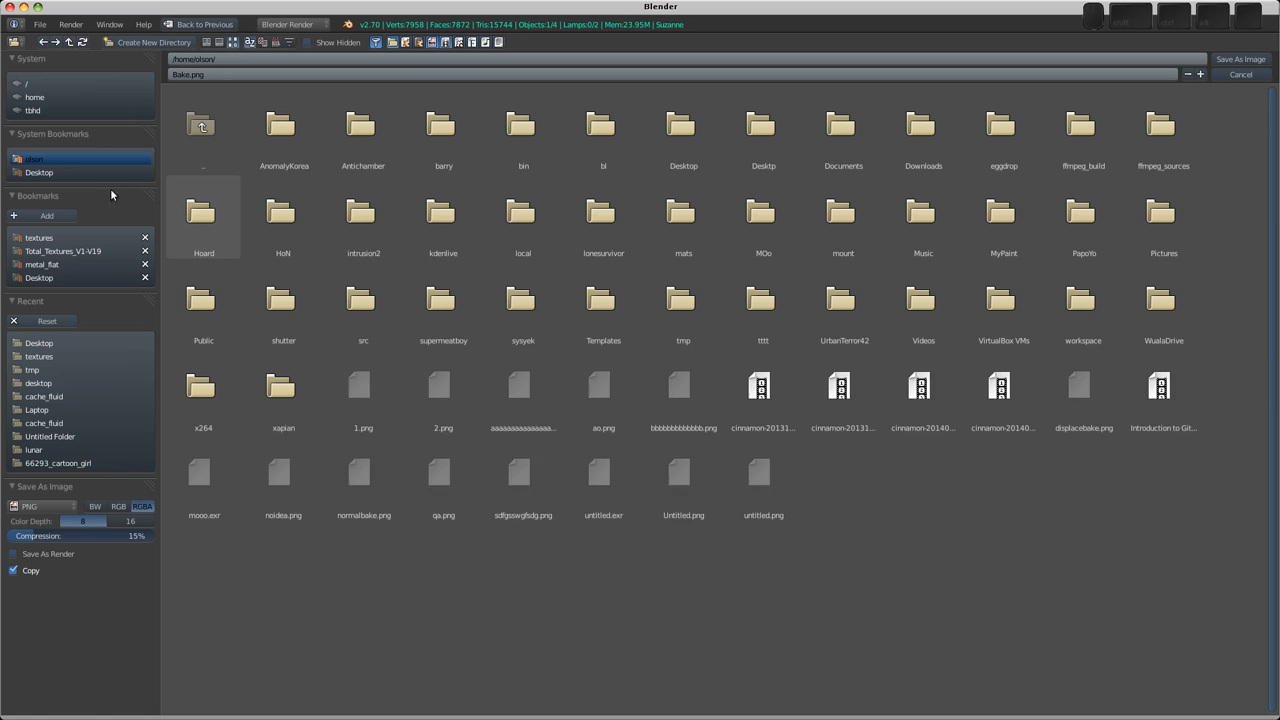 Blender
File Render Window Help Back to Previous Blender Render v2.70 | Verts:7958 | Faces:7872 | Tris:15744 | Objects:1/4 | Lamps:0/2 | Mem:23.95M | Suzanne
Create New Directory Show Hidden
System
/
home
tbhd
System Bookmarks
olson
Desktop
Bookmarks
Add
textures
Total_Textures_V1-V19
metal_flat
Desktop
Recent
Reset
Desktop
textures
tmp
desktop
cache_fluid
Laptop
cache_fluid
Untitled Folder
lunar
66293_cartoon_girl
Save As Image
PNG BW RGB RGBA
Color Depth: 8 16
Compression: 15%
Save As Render
Copy
/home/olson/ Save As Image
Bake.png Cancel
.. AnomalyKorea Antichamber barry bin bl Desktop Desktp Documents Downloads eggdrop ffmpeg_build ffmpeg_sources
Hoard HoN intrusion2 kdenlive local lonesurvivor mats MOo mount Music MyPaint PapoYo Pictures
Public shutter src supermeatboy sysyek Templates tmp tttt UrbanTerror42 Videos VirtualBox VMs workspace WualaDrive
x264 xapian 1.png 2.png aaaaaaaaaaaaaaa... ao.png bbbbbbbbbbbbb.png cinnamon-20131... cinnamon-20131... cinnamon-20140... cinnamon-20140... displacebake.png Introduction to Git...
mooo.exr noidea.png normalbake.png qa.png sdfgsswgfsdg.png untitled.exr Untitled.png untitled.png